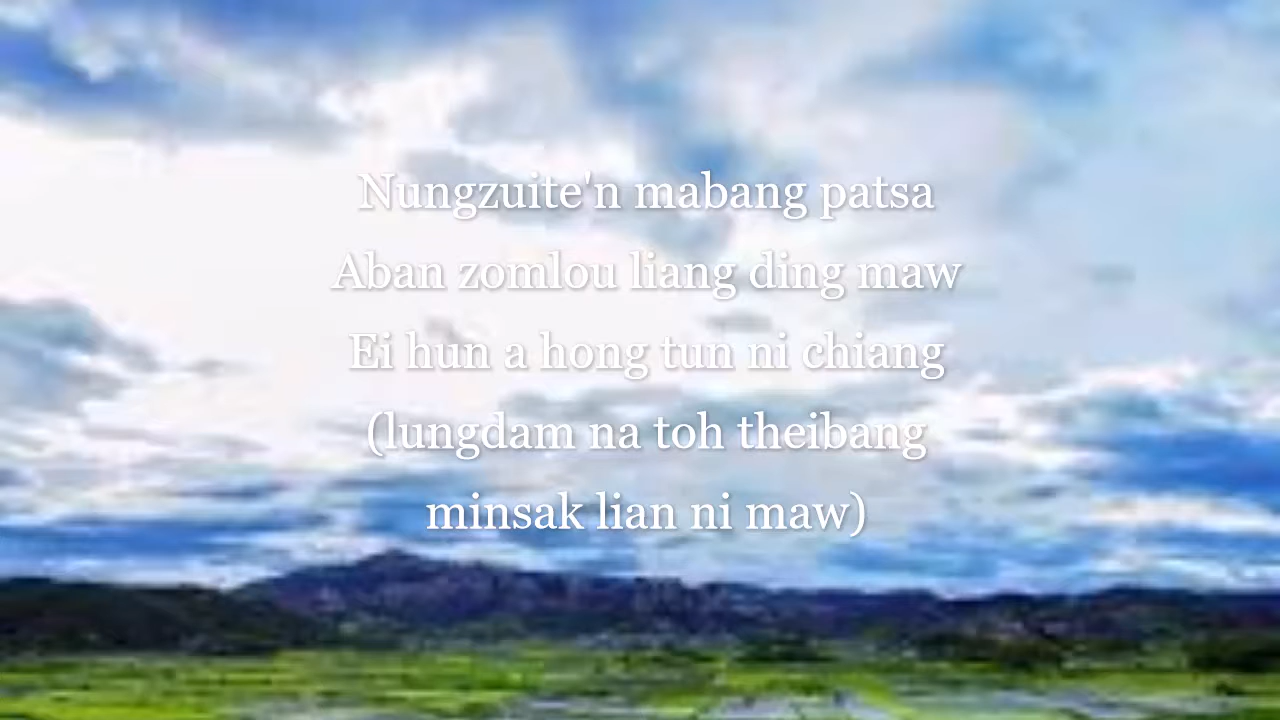 Nungzuite'n mabang patsa
Aban zomlou liang ding maw
Ei hun a hong tun ni chiang
(lungdam na toh theibang
minsak lian ni maw)